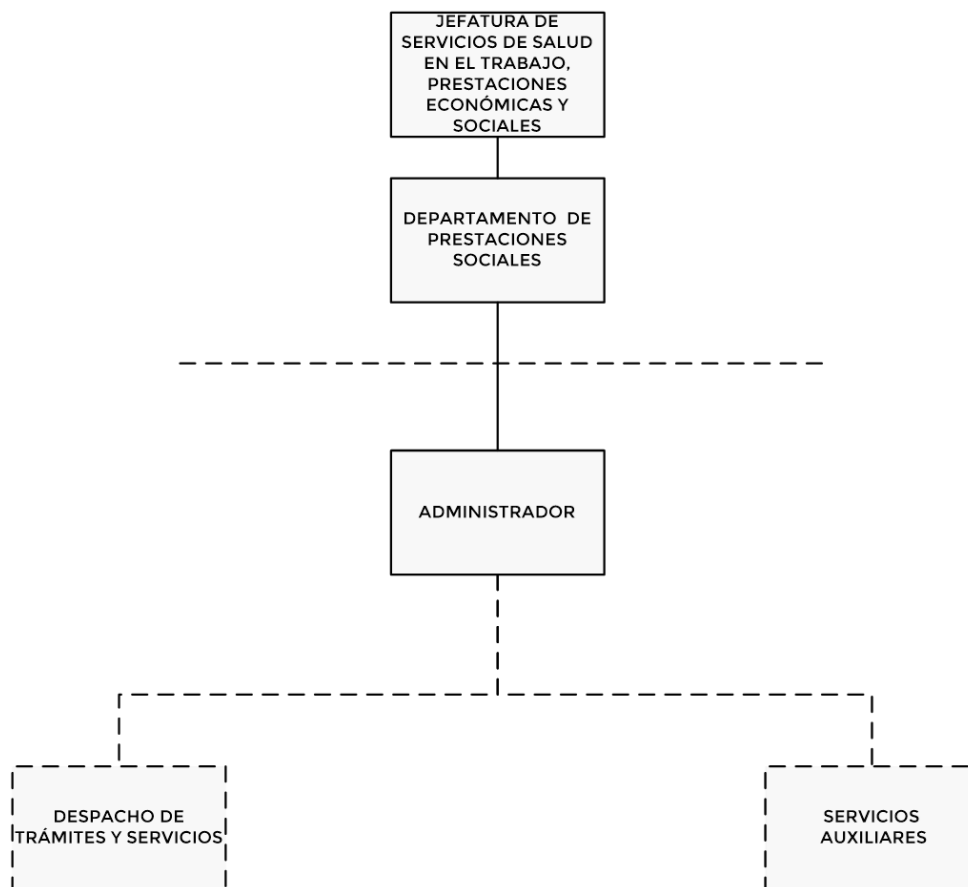 JEFATURA DE
SERVICIOS DE SALUD
EN EL TRABAJO,
PRESTACIONES
ECONÓMICAS Y
SOCIALES
DEPARTAMENTO DE
PRESTACIONES
SOCIALES
ADMINISTRADOR
DESPACHO DE
TRÁMITES Y SERVICIOS
SERVICIOS
AUXILIARES